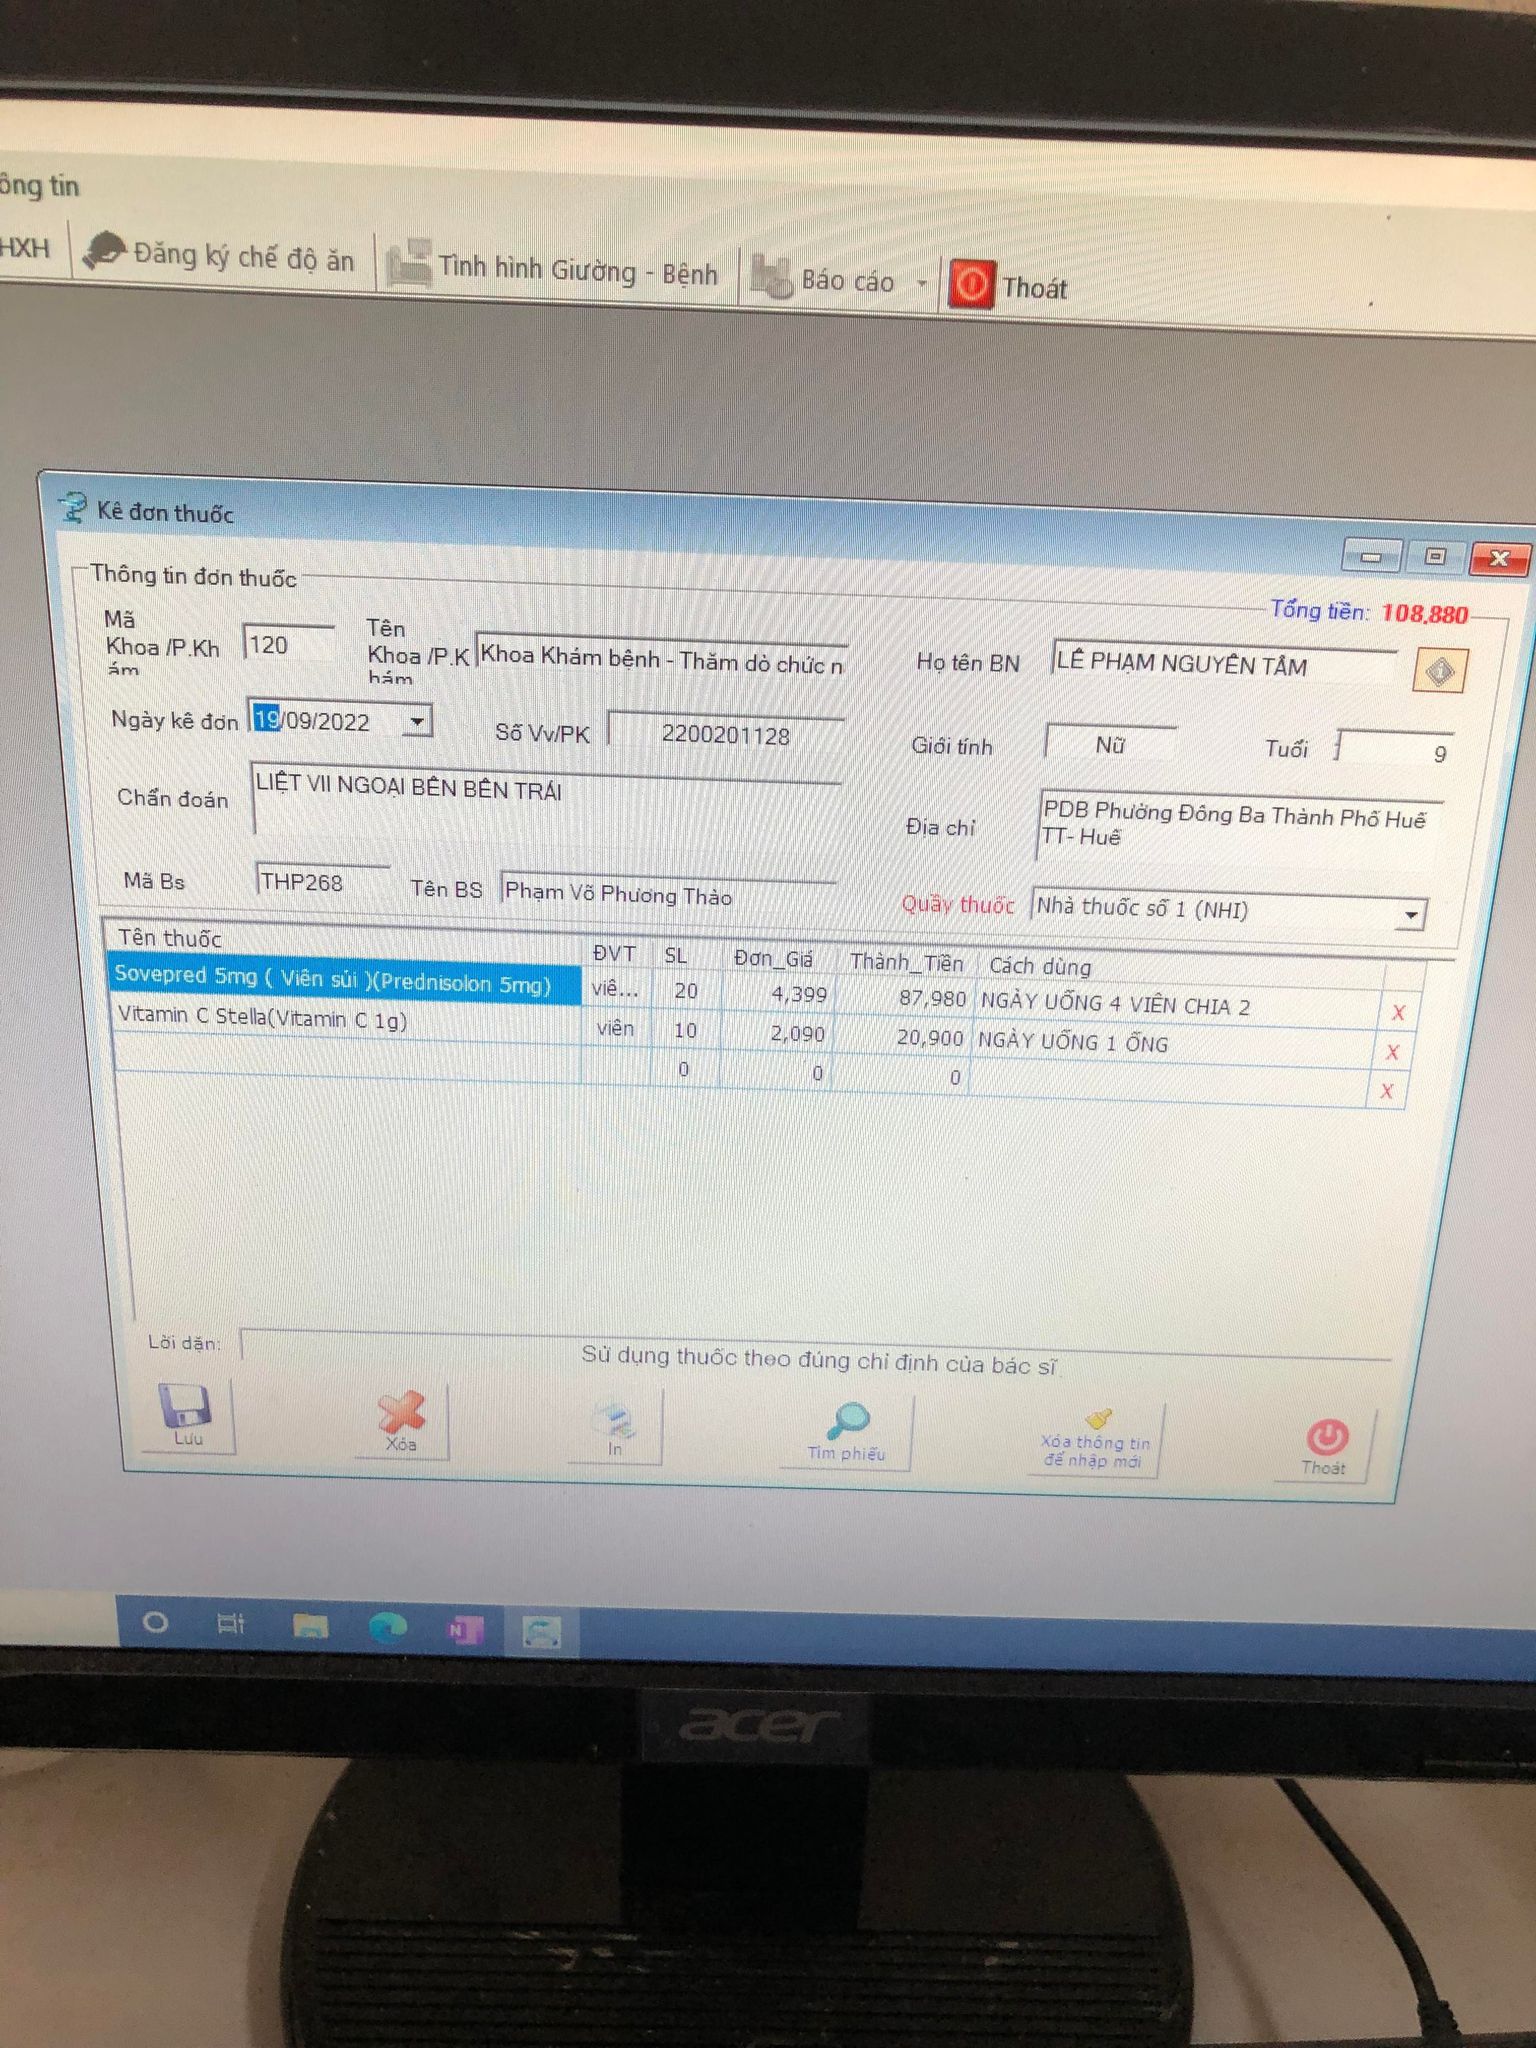 ông tin
HXH Đăng ký chế độ ăn Tình hình Giường - Bệnh Báo cáo Thoát
Kê đơn thuốc
Thông tin đơn thuốc
Tổng tiền: 108,880
Mã Khoa /P.Kh ám 120 Tên Khoa /P.K hám Khoa Khám bệnh - Thăm dò chức n Họ tên BN LÊ PHẠM NGUYÊN TÂM
Ngày kê đơn 19/09/2022 Số Vv/PK 2200201128 Giới tính Nữ Tuổi 9
Chẩn đoán LIỆT VII NGOẠI BÊN BÊN TRÁI Địa chỉ PDB Phường Đông Ba Thành Phố Huế
TT- Huế
Mã Bs THP268 Tên BS Phạm Võ Phương Thảo Quầy thuốc Nhà thuốc số 1 (NHI)
Tên thuốc ĐVT SL Đơn_Giá Thành_Tiền Cách dùng
Sovepred 5mg ( Viên sủi )(Prednisolon 5mg) viê... 20 4,399 87,980 NGÀY UỐNG 4 VIÊN CHIA 2 X
Vitamin C Stella(Vitamin C 1g) viên 10 2,090 20,900 NGÀY UỐNG 1 ỐNG X
0 0 0 X
Lời dặn: Sử dụng thuốc theo đúng chỉ định của bác sĩ
Lưu Xóa In Tìm phiếu Xóa thông tin để nhập mới Thoát
N
acer